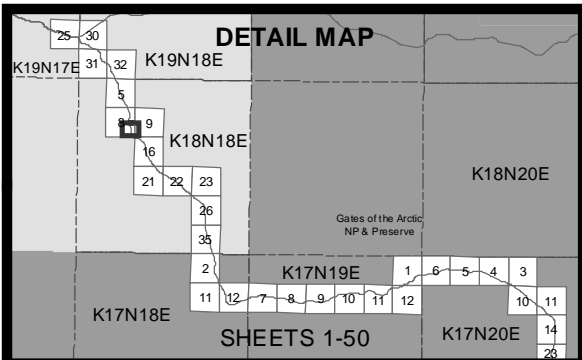 DETAIL MAP
25 30
K19N17E 31 32 K19N18E
5
8 9
K18N18E
16
21 22 23
K18N20E
26
Gates of the Arctic
NP & Preserve
35
2 K17N19E 1 6 5 4 3
11 12 7 8 9 10 11 12 10 11
K17N18E
SHEETS 1-50
K17N20E 14
23